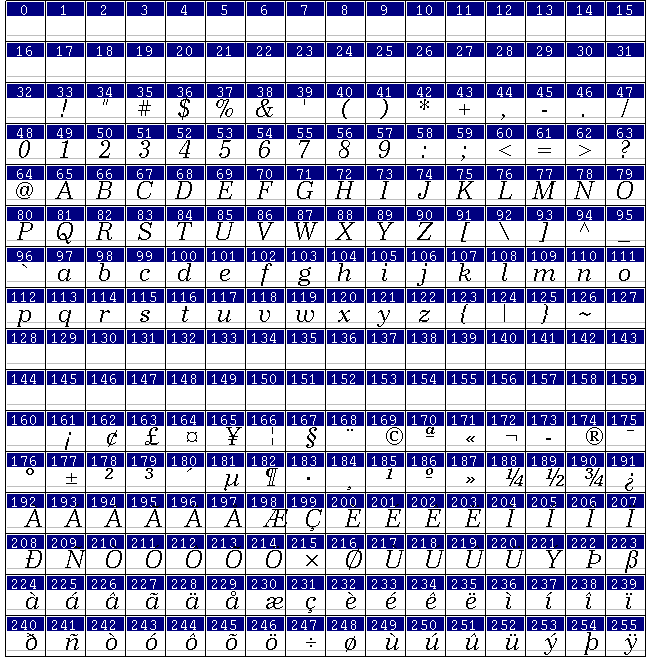 0 1 2 3 4 5 6 7 8 9 10 11 12 13 14 15
16 17 18 19 20 21 22 23 24 25 26 27 28 29 30 31
32 33 34 35 36 37 38 39 40 41 42 43 44 45 46 47
! " # $ % & ' ( ) * + , - . /
48 49 50 51 52 53 54 55 56 57 58 59 60 61 62 63
0 1 2 3 4 5 6 7 8 9 : ; < = > ?
64 65 66 67 68 69 70 71 72 73 74 75 76 77 78 79
@ A B C D E F G H I J K L M N O
80 81 82 83 84 85 86 87 88 89 90 91 92 93 94 95
P Q R S T U V W X Y Z [ \ ] ^ _
96 97 98 99 100 101 102 103 104 105 106 107 108 109 110 111
` a b c d e f g h i j k l m n o
112 113 114 115 116 117 118 119 120 121 122 123 124 125 126 127
p q r s t u v w x y z { | } ~
128 129 130 131 132 133 134 135 136 137 138 139 140 141 142 143
144 145 146 147 148 149 150 151 152 153 154 155 156 157 158 159
160 161 162 163 164 165 166 167 168 169 170 171 172 173 174 175
¡ ¢ £ ¤ ¥ ¦ § ¨ © ª « ¬ - ® ¯
176 177 178 179 180 181 182 183 184 185 186 187 188 189 190 191
° ± ² ³ ´ µ ¶ · ¸ ¹ º » ¼ ½ ¾ ¿
192 193 194 195 196 197 198 199 200 201 202 203 204 205 206 207
A A A A A A Æ Ç E E E E I I I I
208 209 210 211 212 213 214 215 216 217 218 219 220 221 222 223
Ð N O O O O O × Ø U U U U Y Þ ß
224 225 226 227 228 229 230 231 232 233 234 235 236 237 238 239
à á â ã ä å æ ç è é ê ë ì í î ï
240 241 242 243 244 245 246 247 248 249 250 251 252 253 254 255
ð ñ ò ó ô õ ö ÷ ø ù ú û ü ý þ ÿ